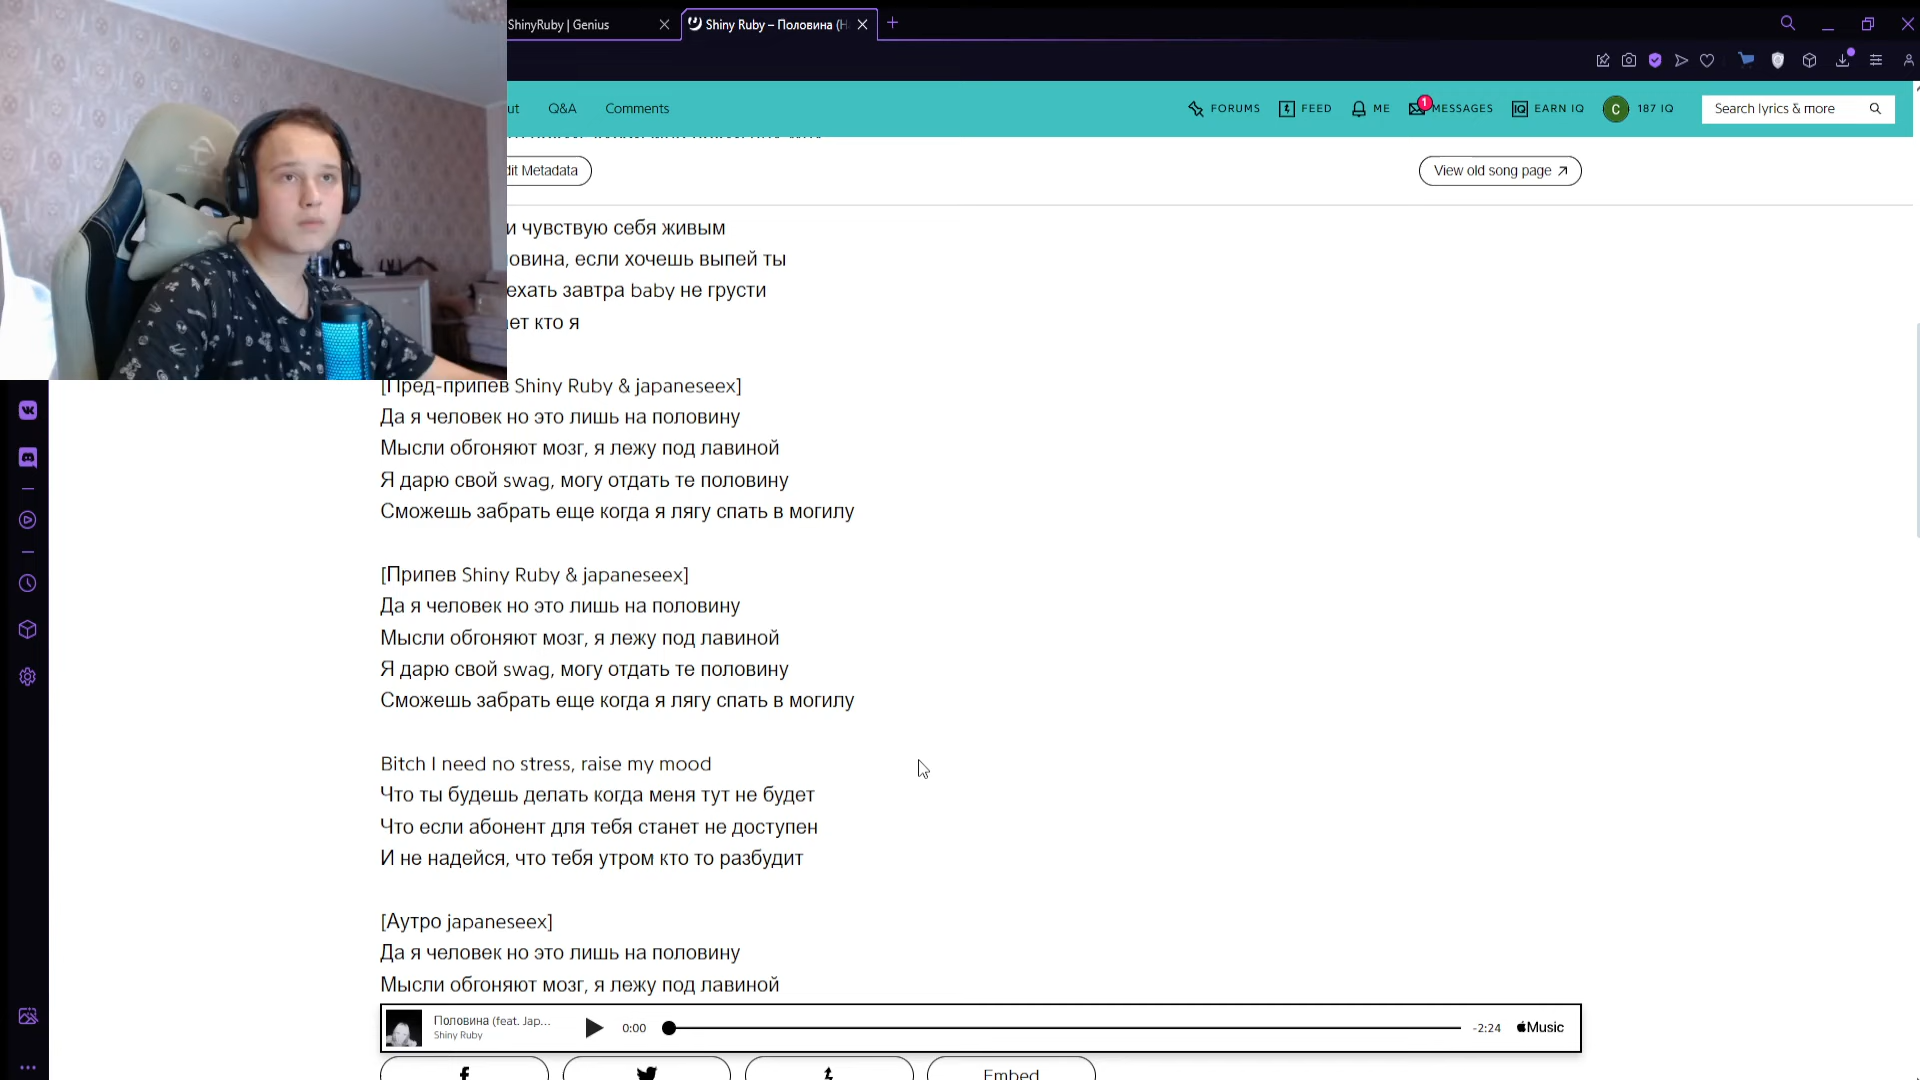 ShinyRuby | Genius
Shiny Ruby – Половина (H
Q&A
Comments
FORUMS
FEED
ME
1
MESSAGES
IQ
EARN IQ
C
187 IQ
Search lyrics & more
dit Metadata
View old song page
и чувствую себя живым
овина, если хочешь выпей ты
ехать завтра baby не грусти
ет кто я
[Пред-припев Shiny Ruby & japaneseex]
Да я человек но это лишь на половину
Мысли обгоняют мозг, я лежу под лавиной
Я дарю свой swag, могу отдать те половину
Сможешь забрать еще когда я лягу спать в могилу
[Припев Shiny Ruby & japaneseex]
Да я человек но это лишь на половину
Мысли обгоняют мозг, я лежу под лавиной
Я дарю свой swag, могу отдать те половину
Сможешь забрать еще когда я лягу спать в могилу
Bitch I need no stress, raise my mood
Что ты будешь делать когда меня тут не будет
Что если абонент для тебя станет не доступен
И не надейся, что тебя утром кто то разбудит
[Аутро japaneseex]
Да я человек но это лишь на половину
Мысли обгоняют мозг, я лежу под лавиной
Половина (feat. Jap...
Shiny Ruby
0:00
-2:24
Music
Embed